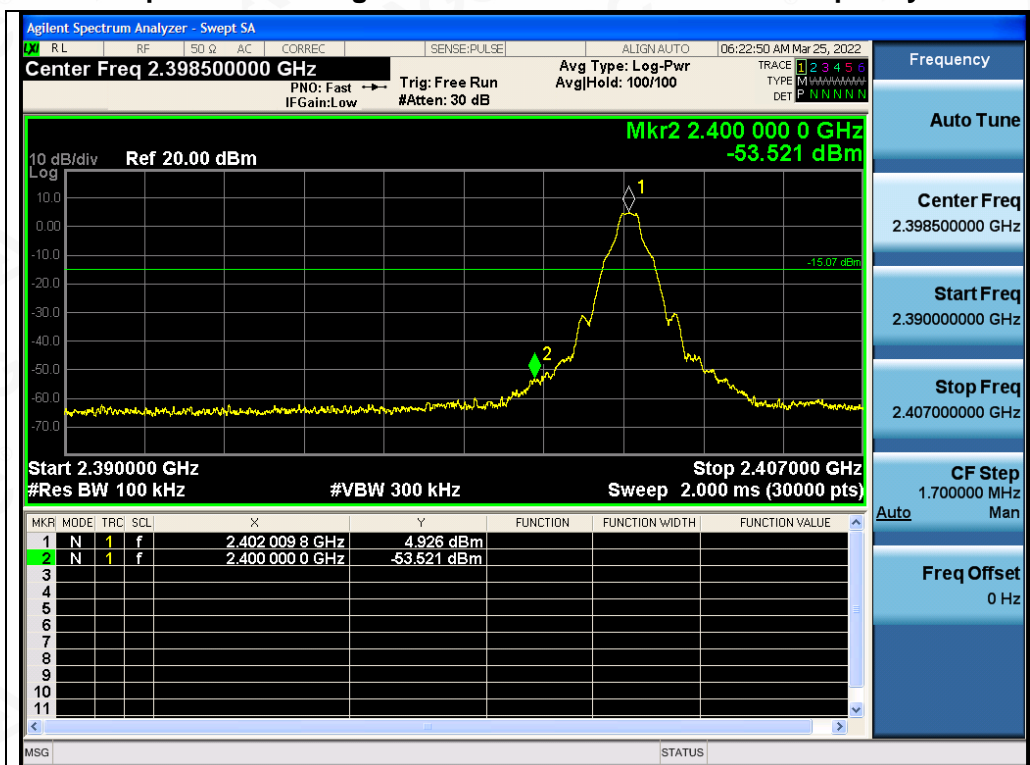 Agilent Spectrum Analyzer - Swept SA
LXI RL RF 50 Ω AC CORREC SENSE:PULSE ALIGN AUTO 06:22:50 AM Mar 25, 2022
Center Freq 2.398500000 GHz
PNO: Fast
IFGain:Low
Trig: Free Run
#Atten: 30 dB
Avg Type: Log-Pwr
Avg|Hold: 100/100
TRACE 1 2 3 4 5 6
TYPE M WWWWW
DET P N N N N N
Frequency
Auto Tune
Center Freq
2.398500000 GHz
Start Freq
2.390000000 GHz
Stop Freq
2.407000000 GHz
CF Step
1.700000 MHz
Auto Man
Freq Offset
0 Hz
Mkr2 2.400 000 0 GHz
-53.521 dBm
10 dB/div Ref 20.00 dBm
Log
1
10.0
0.00
-10.0
-15.07 dBm
-20.0
-30.0
-40.0
2
-50.0
-60.0
-70.0
Start 2.390000 GHz Stop 2.407000 GHz
#Res BW 100 kHz #VBW 300 kHz Sweep 2.000 ms (30000 pts)
MKR MODE TRC SCL X Y FUNCTION FUNCTION WIDTH FUNCTION VALUE
1 N 1 f 2.402 009 8 GHz 4.926 dBm
2 N 1 f 2.400 000 0 GHz -53.521 dBm
3
4
5
6
7
8
9
10
11
MSG STATUS